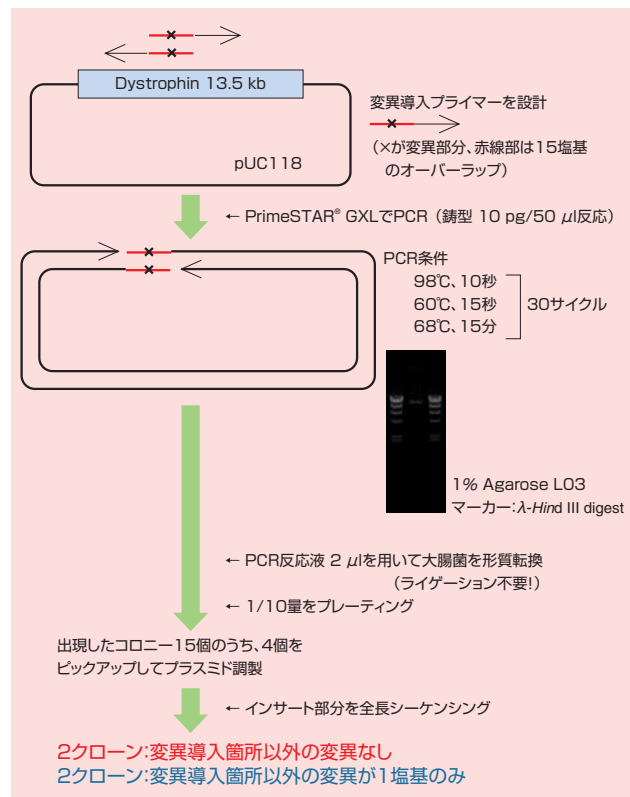 Dystrophin 13.5 kb
pUC118
変異導入プライマーを設計
（×が変異部分、赤線部は15塩基
のオーバーラップ）
← PrimeSTAR® GXLでPCR（鋳型 10 pg/50 μl反応）
PCR条件
98℃、10秒
60℃、15秒
68℃、15分
30サイクル
1% Agarose L03
マーカー：λ-Hind III digest
← PCR反応液 2 μlを用いて大腸菌を形質転換
（ライゲーション不要！）
← 1/10量をプレーティング
出現したコロニー15個のうち、4個を
ピックアップしてプラスミド調製
← インサート部分を全長シーケンシング
2クローン：変異導入箇所以外の変異なし
2クローン：変異導入箇所以外の変異が1塩基のみ